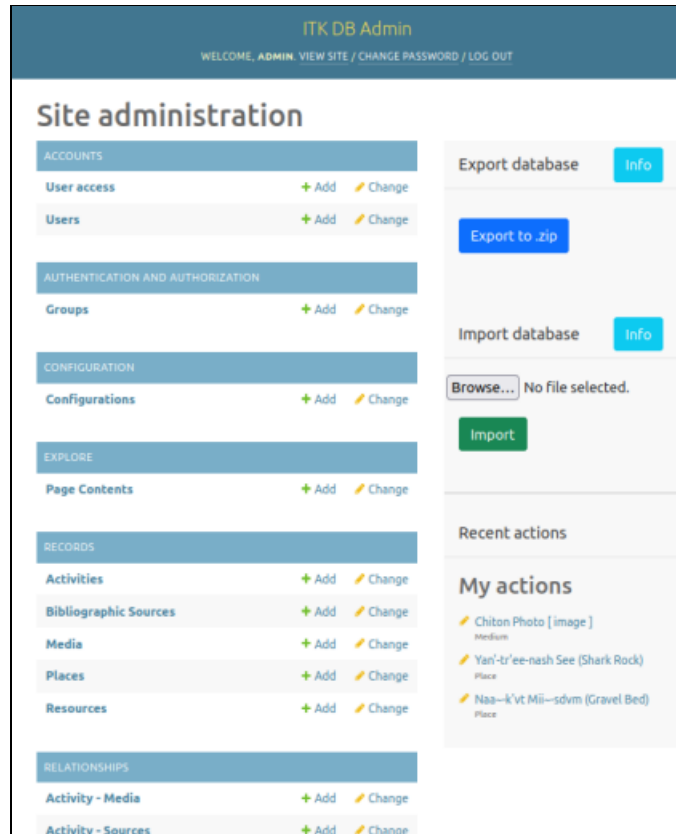 ITK DB Admin
WELCOME, ADMIN. VIEW SITE / CHANGE PASSWORD / LOG OUT
Site administration
ACCOUNTS
User access + Add Change
Users + Add Change
AUTHENTICATION AND AUTHORIZATION
Groups + Add Change
CONFIGURATION
Configurations + Add Change
EXPLORE
Page Contents + Add Change
RECORDS
Activities + Add Change
Bibliographic Sources + Add Change
Media + Add Change
Places + Add Change
Resources + Add Change
RELATIONSHIPS
Activity - Media + Add Change
Activity - Sources + Add Change
Export database Info
Export to .zip
Import database Info
Browse... No file selected.
Import
Recent actions
My actions
Chiton Photo [ image ]
Medium
Yan'-tr'ee-nash See (Shark Rock)
Place
Naa~-k'vt Mii~-sdvm (Gravel Bed)
Place